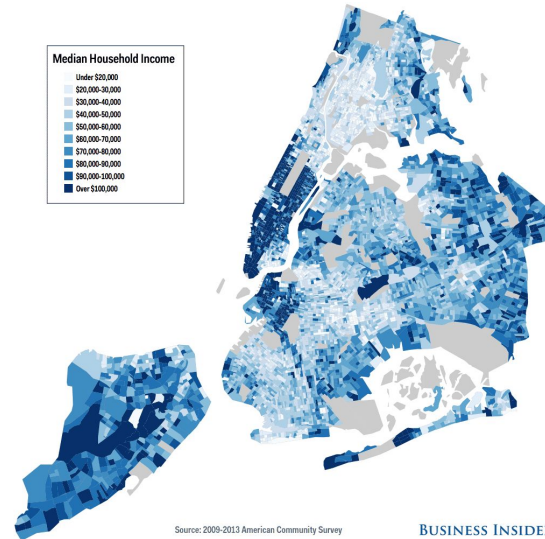 Median Household Income
Under $20,000
$20,000-30,000
$30,000-40,000
$40,000-50,000
$50,000-60,000
$60,000-70,000
$70,000-80,000
$80,000-90,000
$90,000-100,000
Over $100,000
Source: 2009-2013 American Community Survey
BUSINESS INSIDE